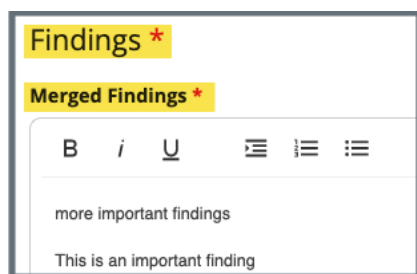 Findings *
Merged Findings *
B i U
more important findings
This is an important finding